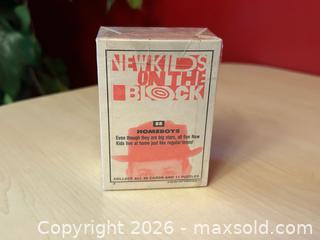 NEW KIDS
ON THE
BLOCK
88
HOMEBOYS
Even though they are big stars, all five New
Kids live at home just like regular teens!
COLLECT ALL 88 CARDS AND 11 PUZZLES
Copyright 2026 - maxsold.com